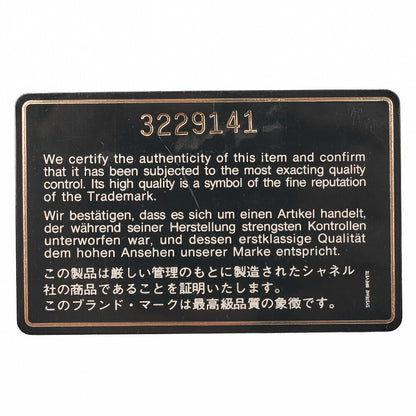 3229141
We certify the authenticity of this item and confirm
that it has been subjected to the most exacting quality
control. Its high quality is a symbol of the fine reputation
of the Trademark.
Wir bestätigen, dass es sich um einen Artikel handelt,
der während seiner Herstellung strengsten Kontrollen
unterworfen war, und dessen erstklassige Qualität
dem hohen Ansehen unserer Marke entspricht.
この製品は厳しい管理のもとに製造されたシャネル
社の商品であることを証明いたします。
このブランド・マークは最高級品質の象徴です。